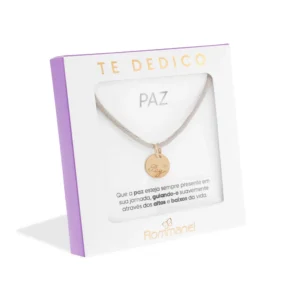 TE DEDICO
PAZ
Que a paz esteja sempre presente em
sua jornada, guiando-o suavemente
através dos altos e baixos da vida.
Rommanel